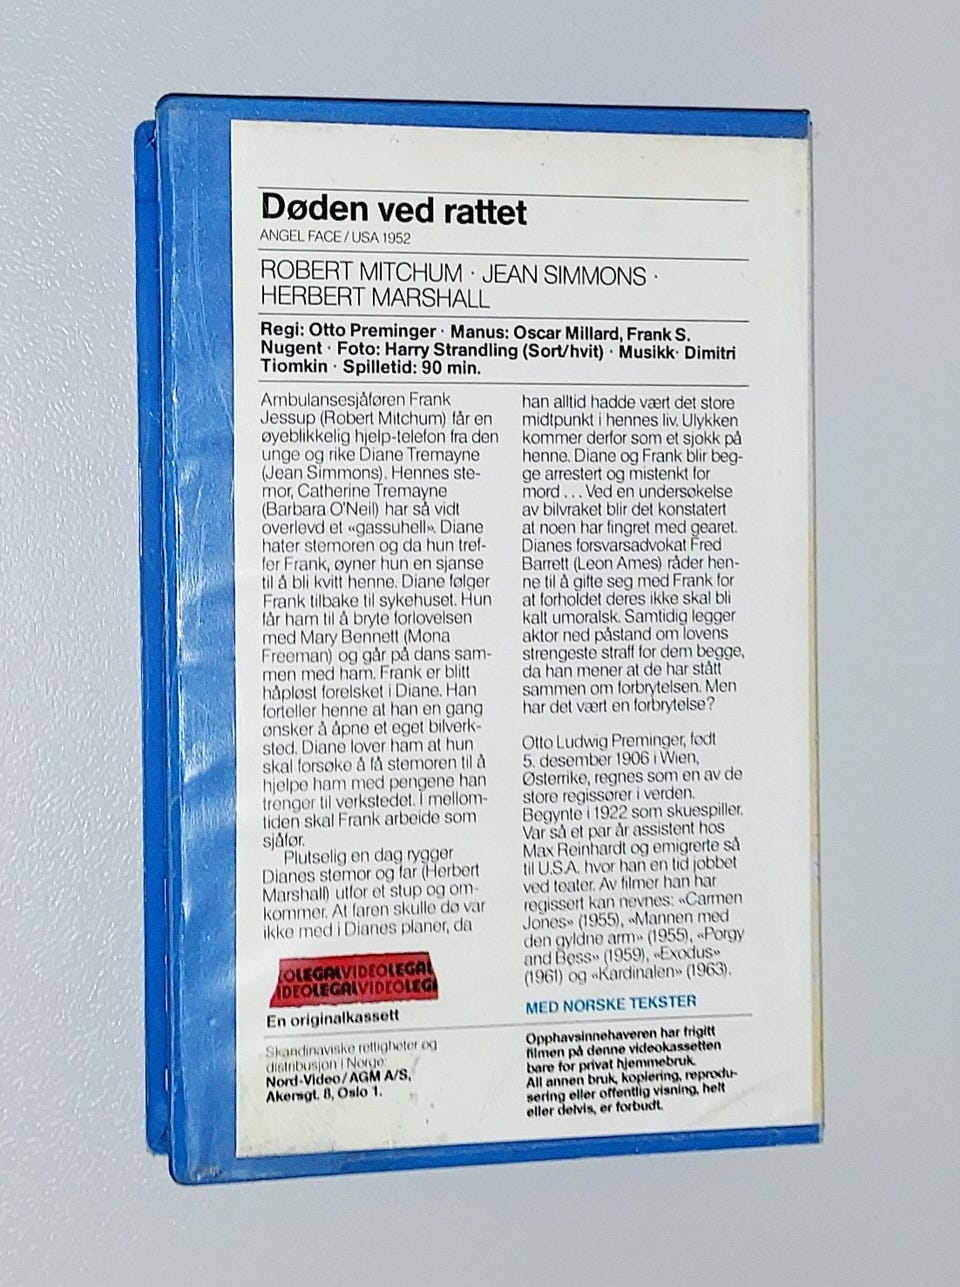 Døden ved rattet
ANGEL FACE / USA 1952
ROBERT MITCHUM · JEAN SIMMONS ·
HERBERT MARSHALL
Regi: Otto Preminger · Manus: Oscar Millard, Frank S.
Nugent · Foto: Harry Strandling (Sort/hvit) · Musikk· Dimitri
Tiomkin · Spilletid: 90 min.
Ambulansesjåføren Frank
Jessup (Robert Mitchum) får en
øyeblikkelig hjelp-telefon fra den
unge og rike Diane Tremayne
(Jean Simmons). Hennes ste-
mor, Catherine Tremayne
(Barbara O'Neil) har så vidt
overlevd et «gassuhell». Diane
hater stemoren og da hun tref-
fer Frank, øyner hun en sjanse
til å bli kvitt henne. Diane følger
Frank tilbake til sykehuset. Hun
får ham til å bryte forlovelsen
med Mary Bennett (Mona
Freeman) og går på dans sam-
men med ham. Frank er blitt
håpløst forelsket i Diane. Han
forteller henne at han en gang
ønsker å åpne et eget bilverk-
sted. Diane lover ham at hun
skal forsøke å få stemoren til å
hjelpe ham med pengene han
trenger til verkstedet. I mellom-
tiden skal Frank arbeide som
sjåfør.
Plutselig en dag rygger
Dianes stemor og far (Herbert
Marshall) utfor et stup og om-
kommer. At faren skulle dø var
ikke med i Dianes planer, da
han alltid hadde vært det store
midtpunkt i hennes liv. Ulykken
kommer derfor som et sjokk på
henne. Diane og Frank blir beg-
ge arrestert og mistenkt for
mord . . . Ved en undersøkelse
av bilvraket blir det konstatert
at noen har fingret med gearet.
Dianes forsvarsadvokat Fred
Barrett (Leon Ames) råder hen-
ne til å gifte seg med Frank for
at forholdet deres ikke skal bli
kalt umoralsk. Samtidig legger
aktor ned påstand om lovens
strengeste straff for dem begge,
da han mener at de har stått
sammen om forbrytelsen. Men
har det vært en forbrytelse?
Otto Ludwig Preminger, født
5. desember 1906 i Wien,
Østerrike, regnes som en av de
store regissører i verden.
Begynte i 1922 som skuespiller.
Var så et par år assistent hos
Max Reinhardt og emigrerte så
til U.S.A. hvor han en tid jobbet
ved teater. Av filmer han har
regissert kan nevnes: «Carmen
Jones» (1955), «Mannen med
den gyldne arm» (1955), «Porgy
and Bess» (1959), «Exodus»
(1961) og «Kardinalen» (1963).
MED NORSKE TEKSTER
OLEGALVIDEOLEGAL
IDEOLEGALVIDEOLEGA
En originalkassett
Skandinaviske rettigheter og
distribusjon i Norge:
Nord-Video/AGM A/S,
Akersgt. 8, Oslo 1.
Opphavsinnehaveren har frigitt
filmen på denne videokassetten
bare for privat hjemmebruk.
All annen bruk, kopiering, reprodu-
sering eller offentlig visning, helt
eller delvis, er forbudt.